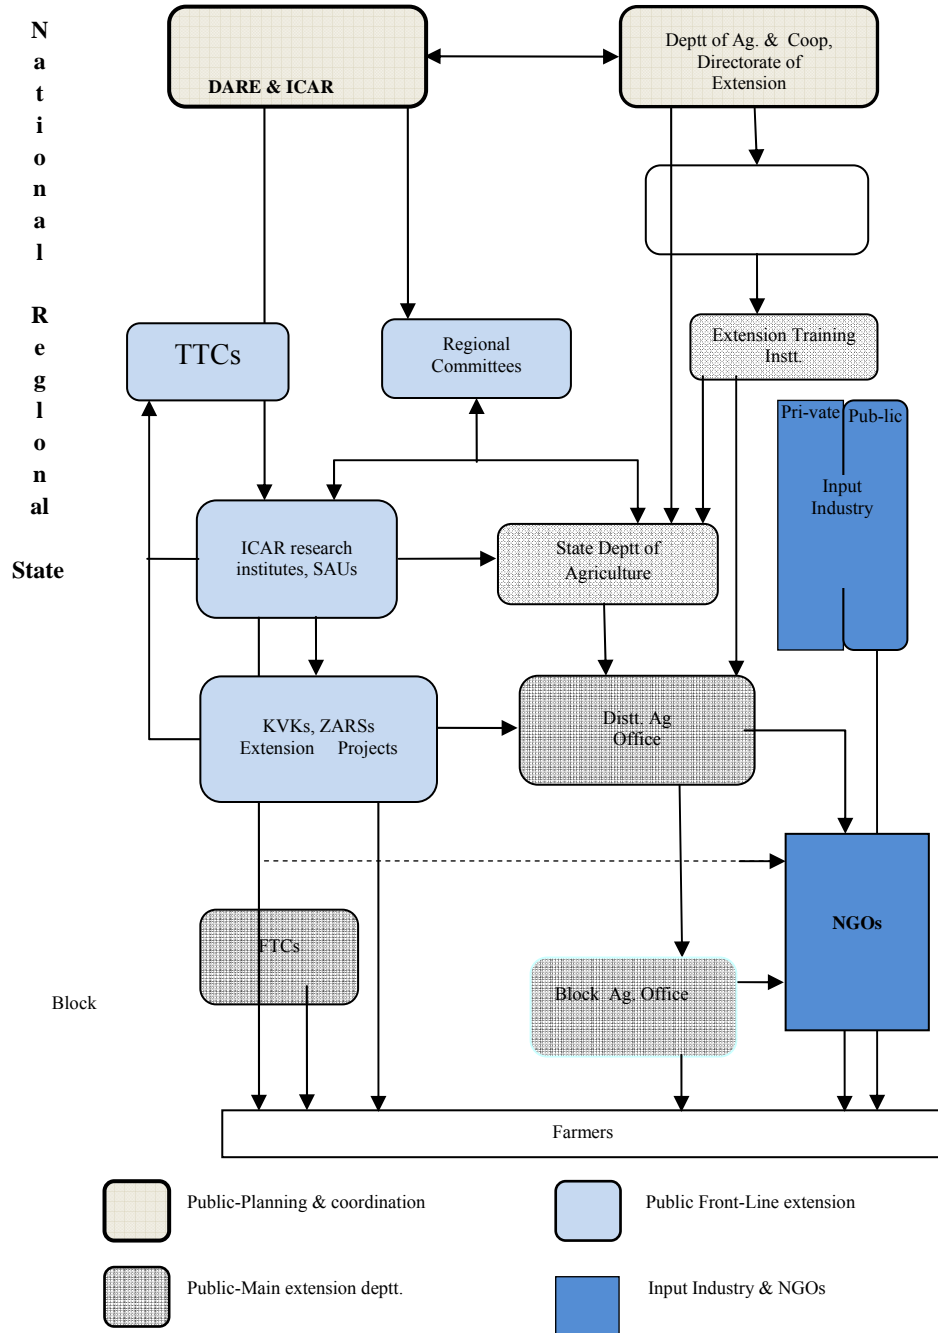 National
Deptt of Ag. & Coop,
Directorate of
Extension
DARE & ICAR
Reglonal
TTCs
Regional
Committees
Extension Training
Instt.
Pri-vate
Pub-lic
Input
Industry
State
ICAR research
institutes, SAUs
State Deptt of
Agriculture
KVKs, ZARSs
Extension Projects
Distt. Ag
Office
NGOs
FTCs
Block
Block Ag. Office
Farmers
Public-Planning & coordination
Public Front-Line extension
Public-Main extension deptt.
Input Industry & NGOs